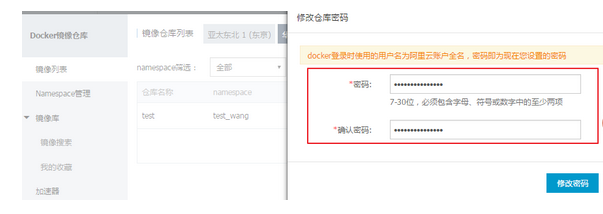 Docker镜像仓库
镜像列表
Namespace管理
镜像库
镜像搜索
我的收藏
加速器
镜像仓库列表
亚太东北 1 (东京)
namespace筛选：
全部
仓库名称 namespace
test test_wang
修改仓库密码
docker登录时使用的用户名为阿里云账户全名，密码即为现在您设置的密码
*密码: •••••••••••••••
7-30位，必须包含字母、符号或数字中的至少两项
*确认密码: •••••••••••••••
修改密码